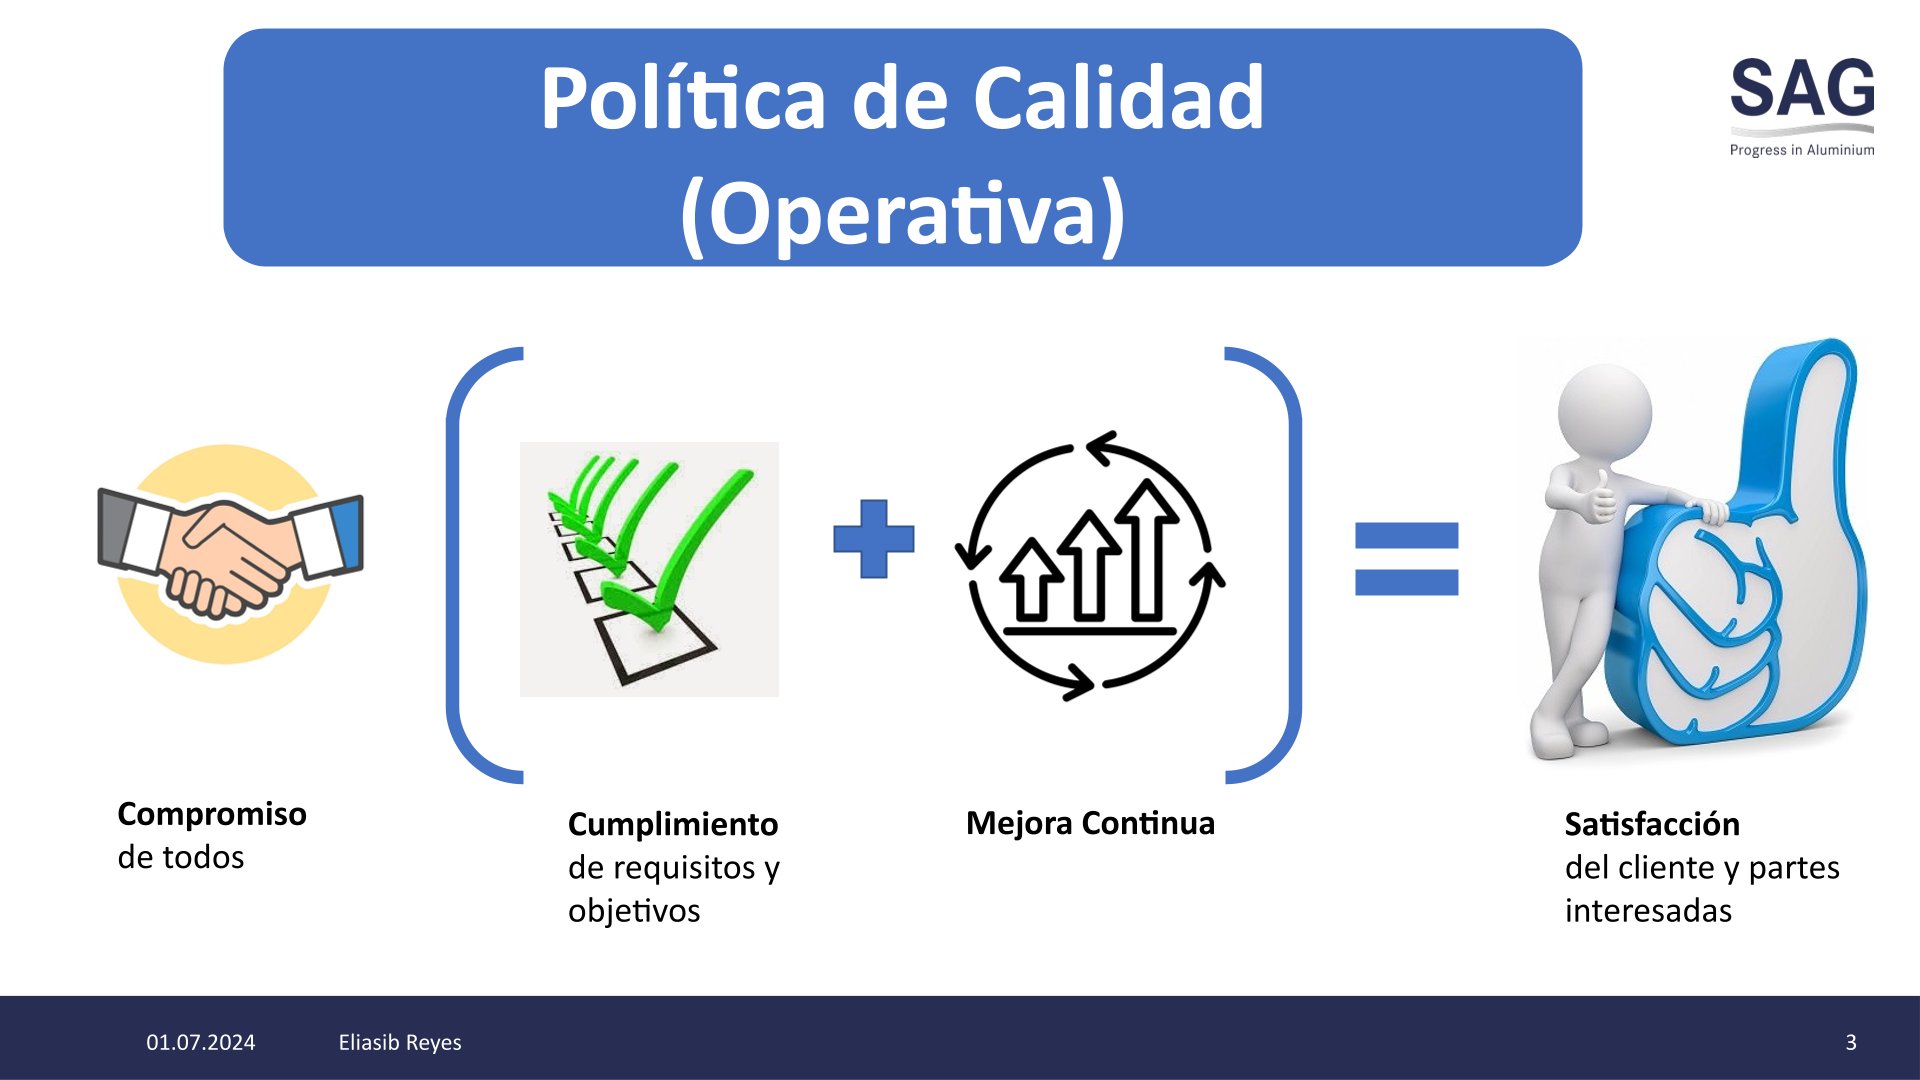 Política de Calidad
(Operativa)
SAG
Progress in Aluminium
Compromiso
de todos
Cumplimiento
de requisitos y
objetivos
Mejora Continua
Satisfacción
del cliente y partes
interesadas
01.07.2024
Eliasib Reyes
3